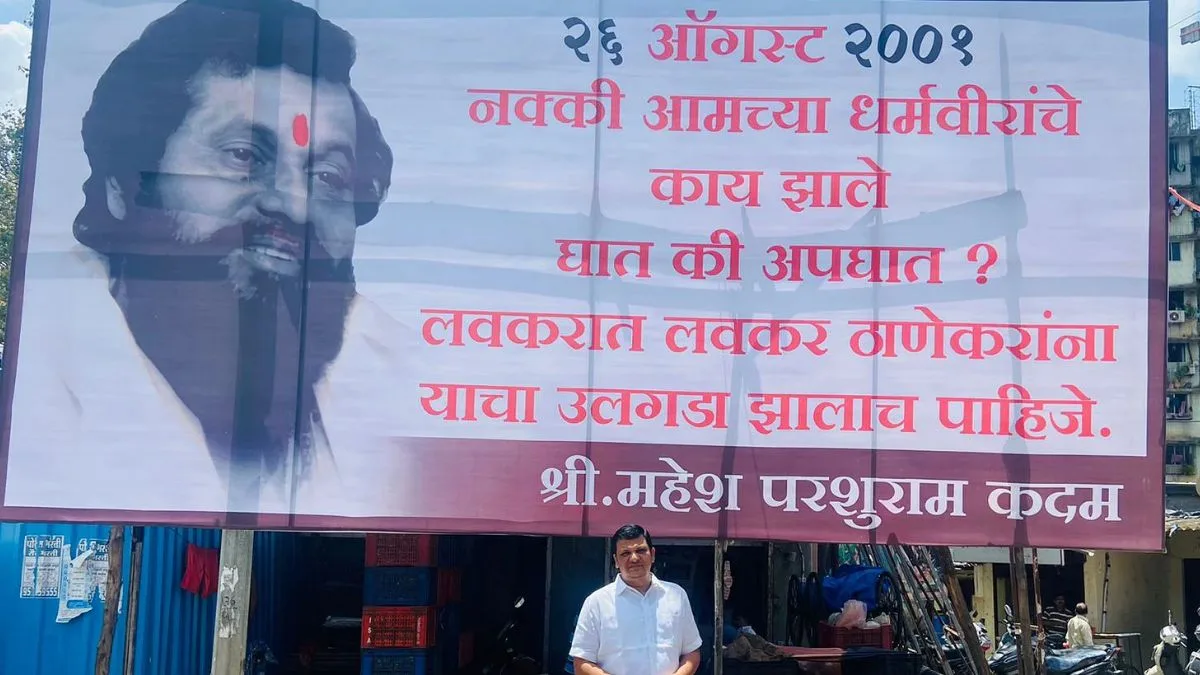 २६ ऑगस्ट २००१
नक्की आमच्या धर्मवीरांचे
काय झाले
घात की अपघात ?
लवकरात लवकर ठाणेकरांना
याचा उलगडा झालाच पाहिजे.
श्री.महेश परशुराम कदम